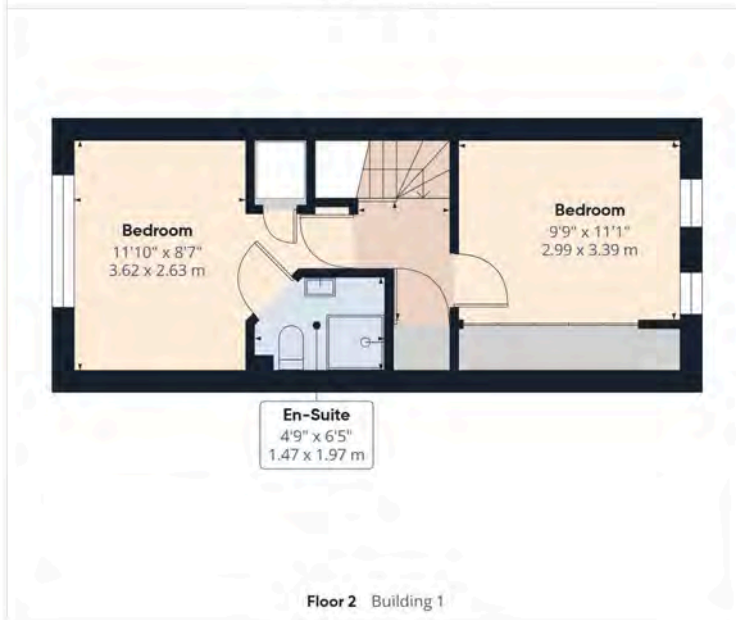 Bedroom
11'10" x 8'7"
3.62 x 2.63 m
Bedroom
9'9" x 11'1"
2.99 x 3.39 m
En-Suite
4'9" x 6'5"
1.47 x 1.97 m
Floor 2 Building 1